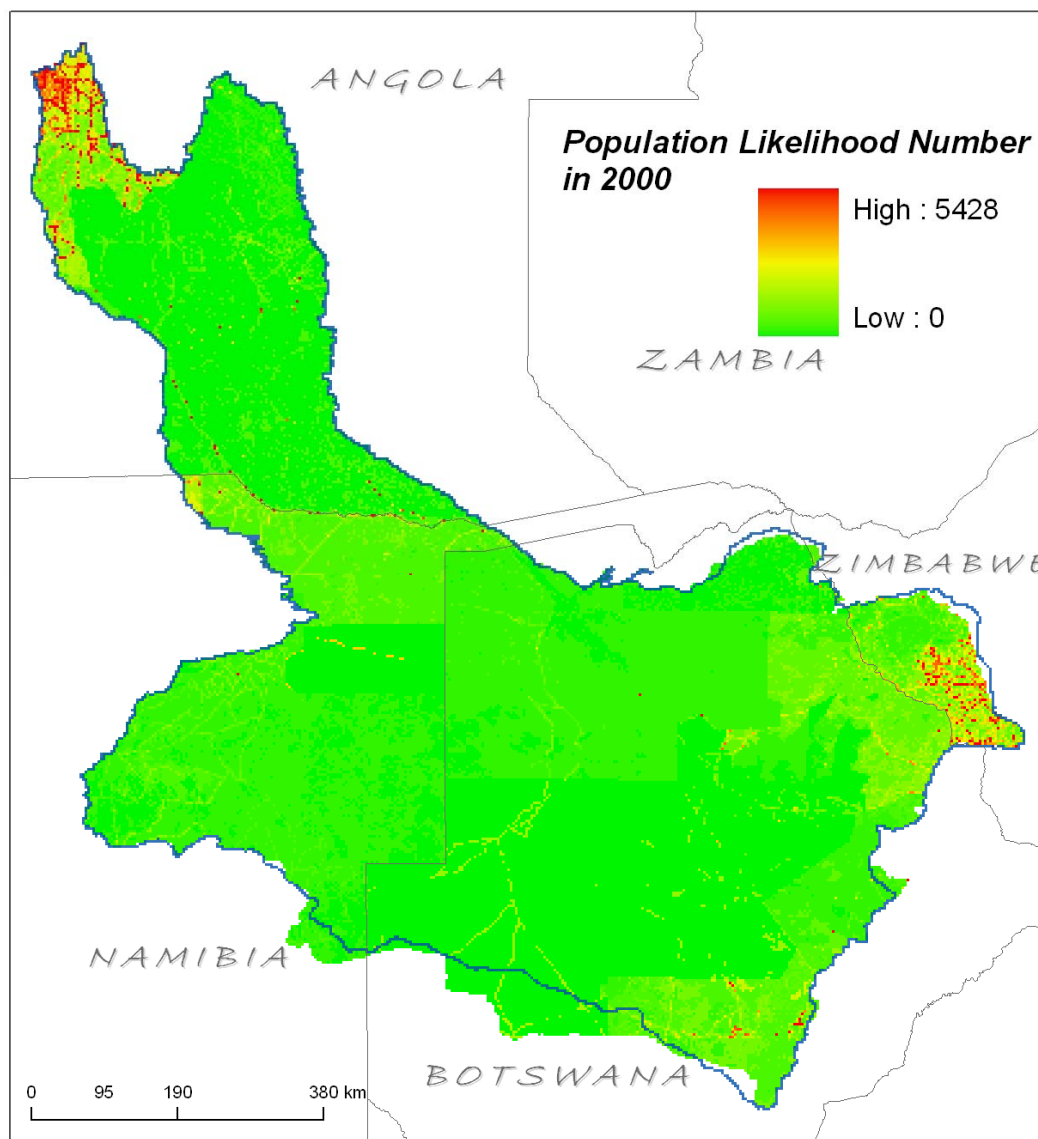 ANGOLA
Population Likelihood Number
in 2000
High : 5428
Low : 0
ZAMBIA
ZIMBABWE
NAMIBIA
BOTSWANA
0 95 190 380 km